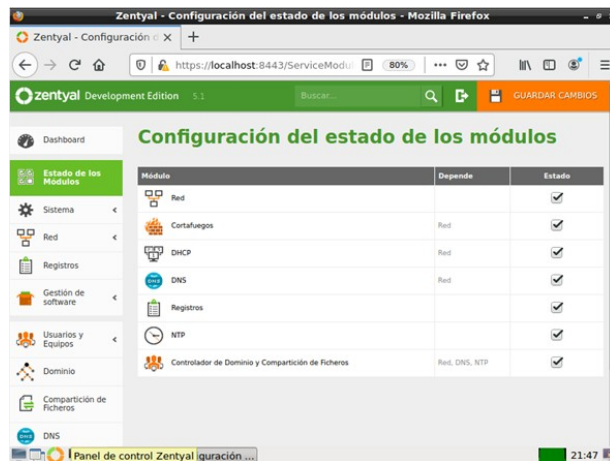 Zentyal - Configuración del estado de los módulos - Mozilla Firefox
Zentyal - Configuración d
https://localhost:8443/ServiceModul
80%
zentyal Development Edition 5.1
Buscar...
GUARDAR CAMBIOS
Dashboard
Estado de los
Módulos
Sistema
Red
Registros
Gestión de
software
Usuarios y
Equipos
Dominio
Compartición de
Ficheros
DNS
Configuración del estado de los módulos
Módulo Depende Estado
Red
Cortafuegos Red
DHCP Red
DNS Red
Registros
NTP
Controlador de Dominio y Compartición de Ficheros Red, DNS, NTP
Panel de control Zentyal guración ...
21:47